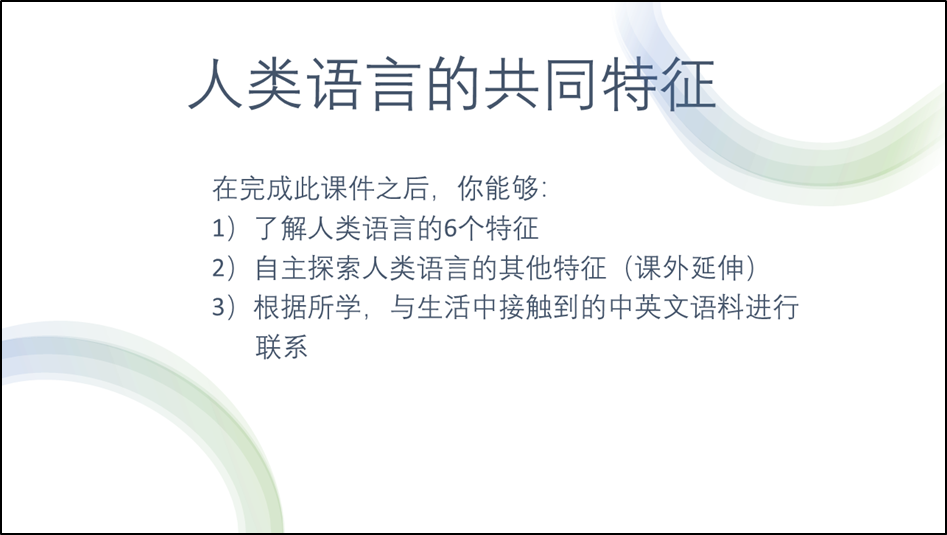 人类语言的共同特征
在完成此课件之后，你能够：
1）了解人类语言的6个特征
2）自主探索人类语言的其他特征（课外延伸）
3）根据所学，与生活中接触到的中英文语料进行
联系